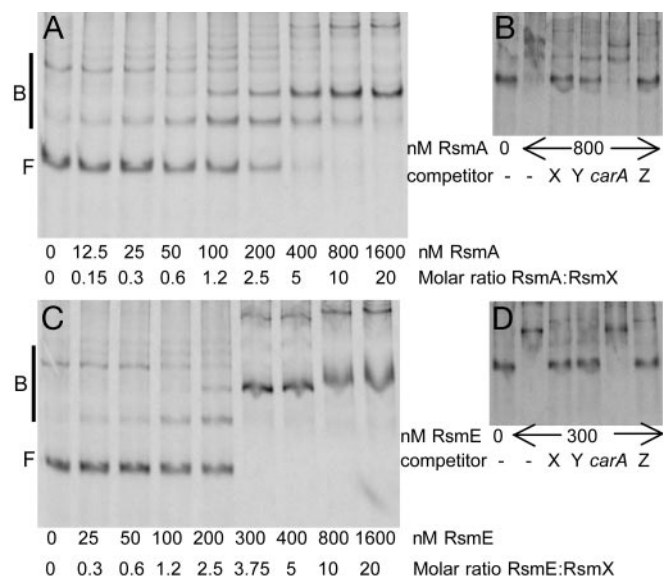 A
B
F
0 12.5 25 50 100 200 400 800 1600 nM RsmA
0 0.15 0.3 0.6 1.2 2.5 5 10 20 Molar ratio RsmA:RsmX
B
nM RsmA 0 800
competitor - - X Y carA Z
C
B
F
0 25 50 100 200 300 400 800 1600 nM RsmE
0 0.3 0.6 1.2 2.5 3.75 5 10 20 Molar ratio RsmE:RsmX
D
nM RsmE 0 300
competitor - - X Y carA Z